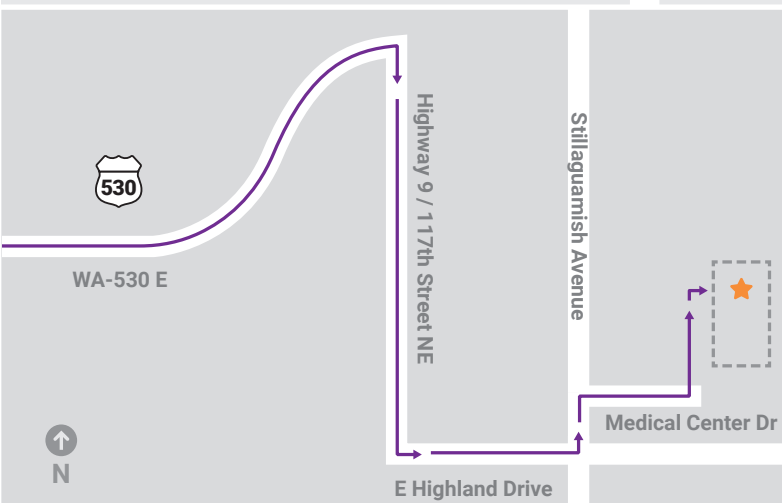 530
WA-530 E
Highway 9 / 117th Street NE
Stillaguamish Avenue
Medical Center Dr
E Highland Drive
N